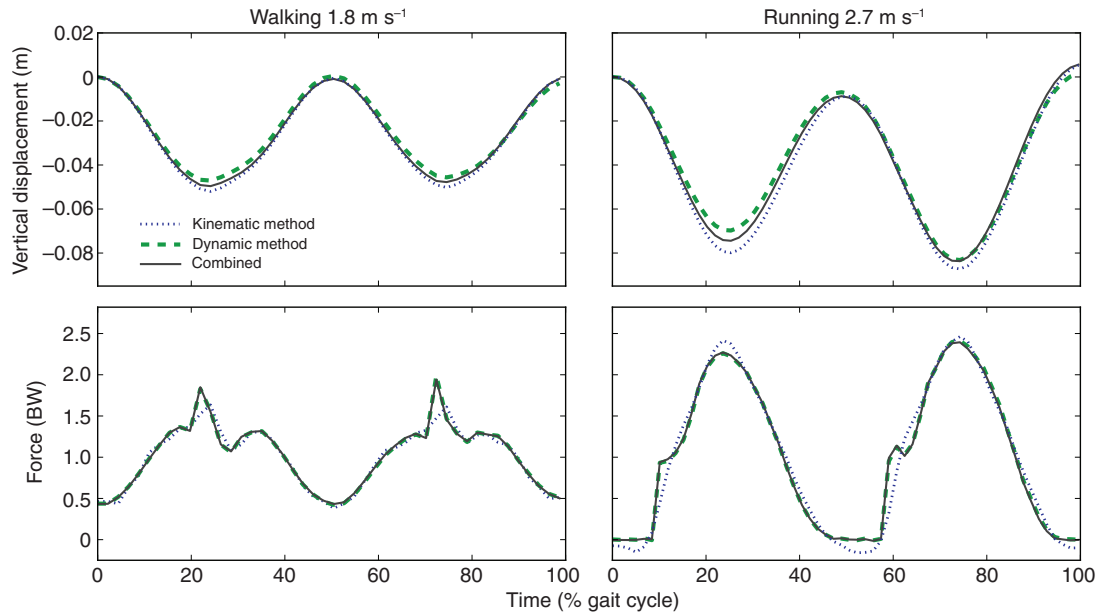 Walking 1.8 m s⁻¹
Running 2.7 m s⁻¹
Vertical displacement (m)
0.02
0
–0.02
–0.04
–0.06
–0.08
Kinematic method
Dynamic method
Combined
Force (BW)
2.5
2.0
1.5
1.0
0.5
0
0 20 40 60 80 100
0 20 40 60 80 100
Time (% gait cycle)